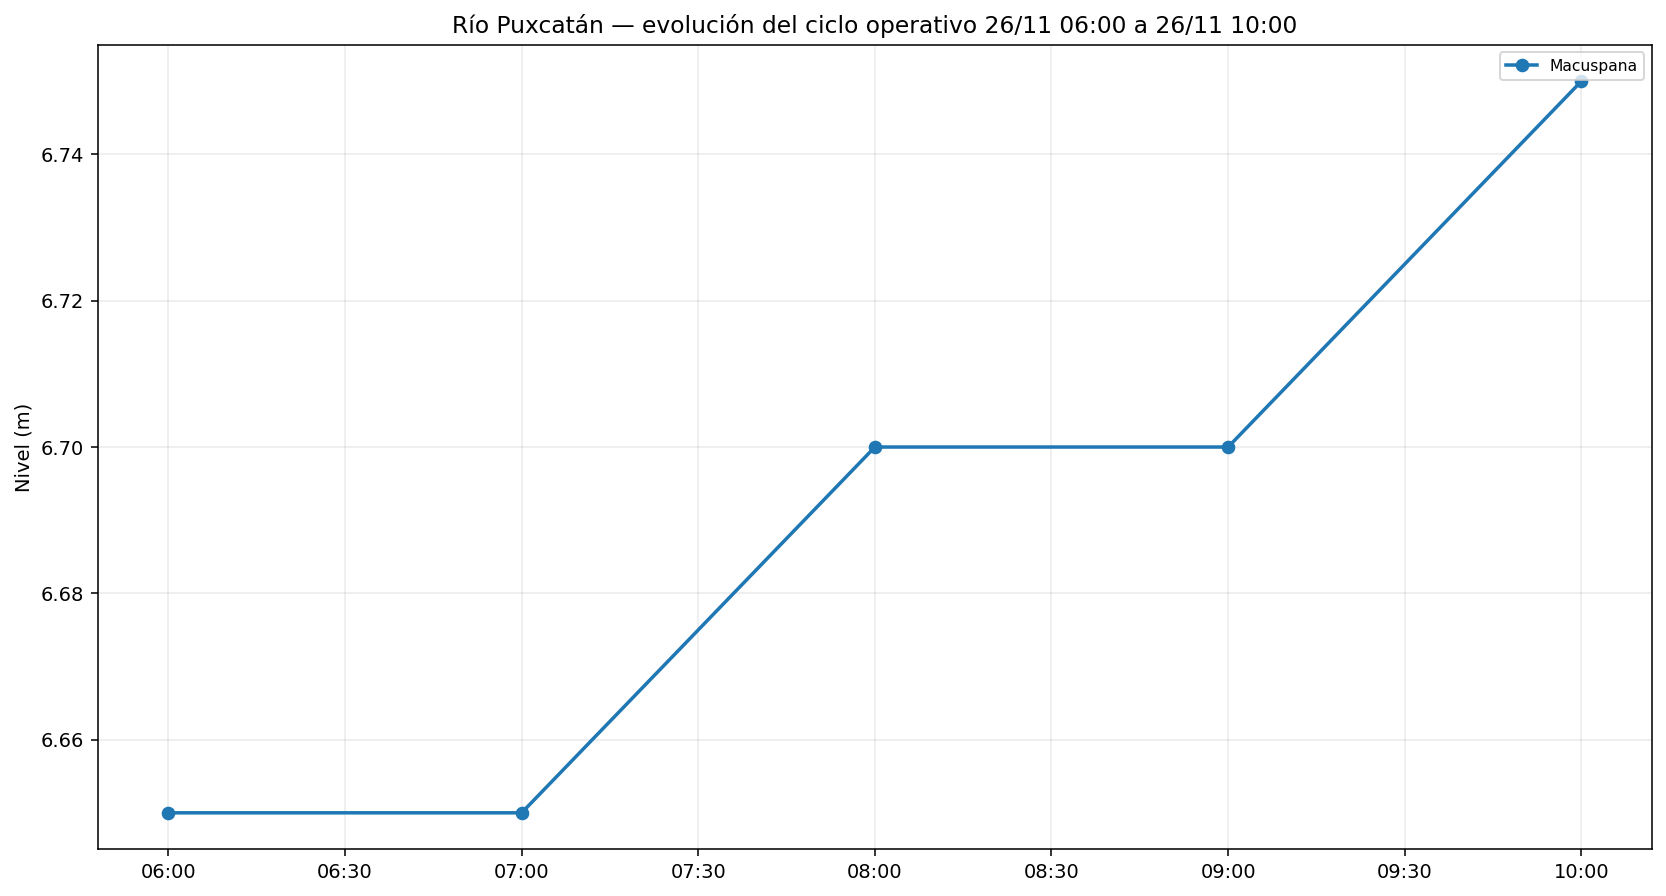 Río Puxcatán — evolución del ciclo operativo 26/11 06:00 a 26/11 10:00
Macuspana
6.74
6.72
6.70
6.68
6.66
Nivel (m)
06:00 06:30 07:00 07:30 08:00 08:30 09:00 09:30 10:00